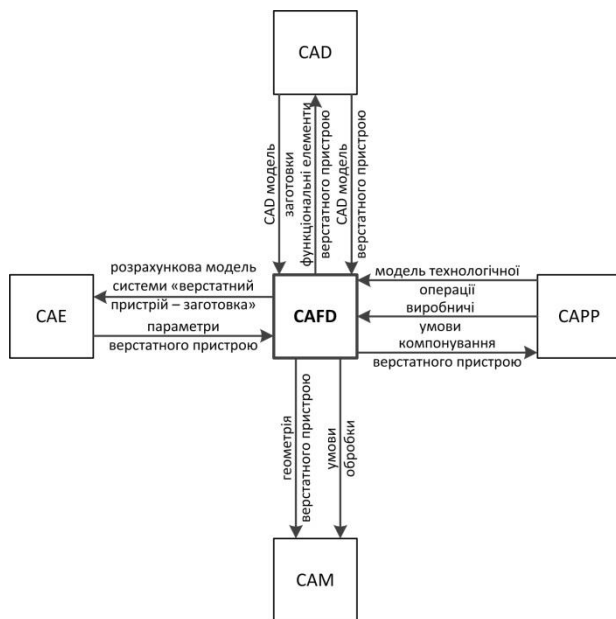 CAD
CAD модель
заготовки
функціональні елементи
верстатного пристрою
CAD модель
верстатного пристрою
розрахункова модель
системи «верстатний
пристрій – заготовка»
параметри
верстатного пристрою
CAE
CAFD
модель технологічної
операції
виробничі
умови
компонування
верстатного пристрою
CAPP
геометрія
верстатного пристрою
умови
обробки
CAM